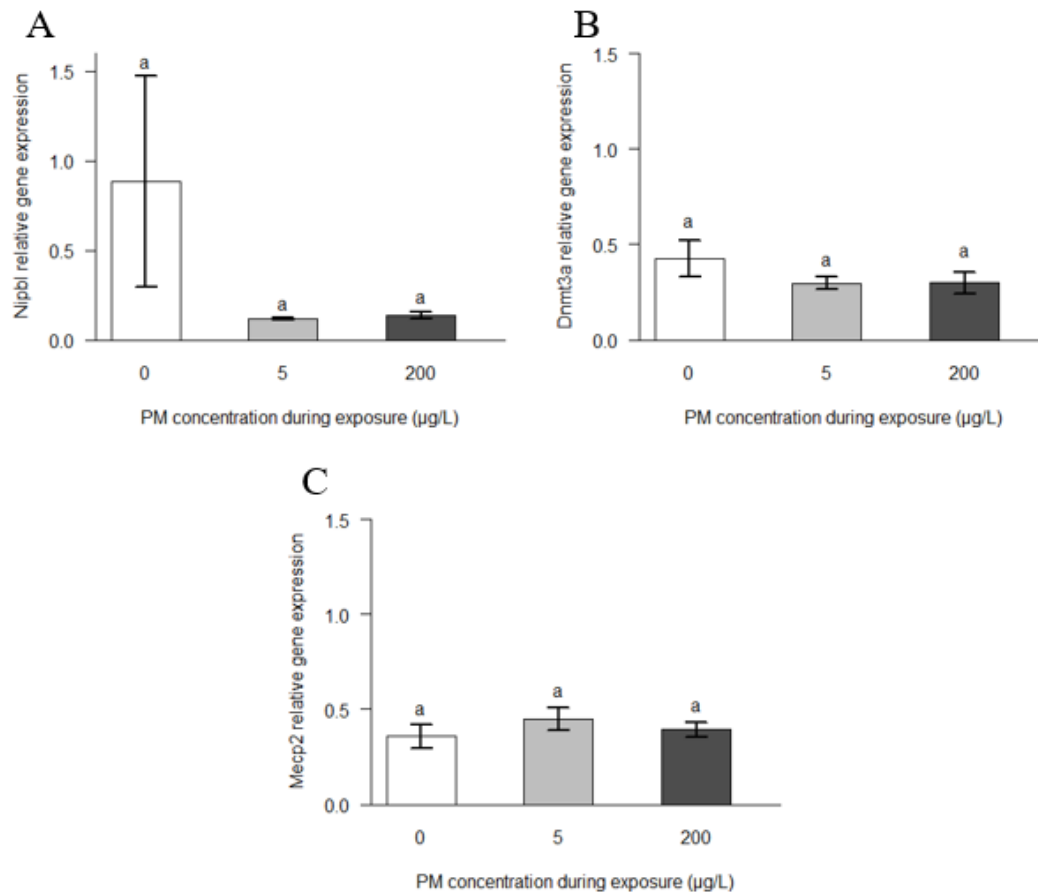 A
Nipbl relative gene expression
1.5
1.0
0.5
0.0
a
a
a
0
5
200
PM concentration during exposure (µg/L)
B
Dnmt3a relative gene expression
1.5
1.0
0.5
0.0
a
a
a
0
5
200
PM concentration during exposure (µg/L)
C
Mecp2 relative gene expression
1.5
1.0
0.5
0.0
a
a
a
0
5
200
PM concentration during exposure (µg/L)